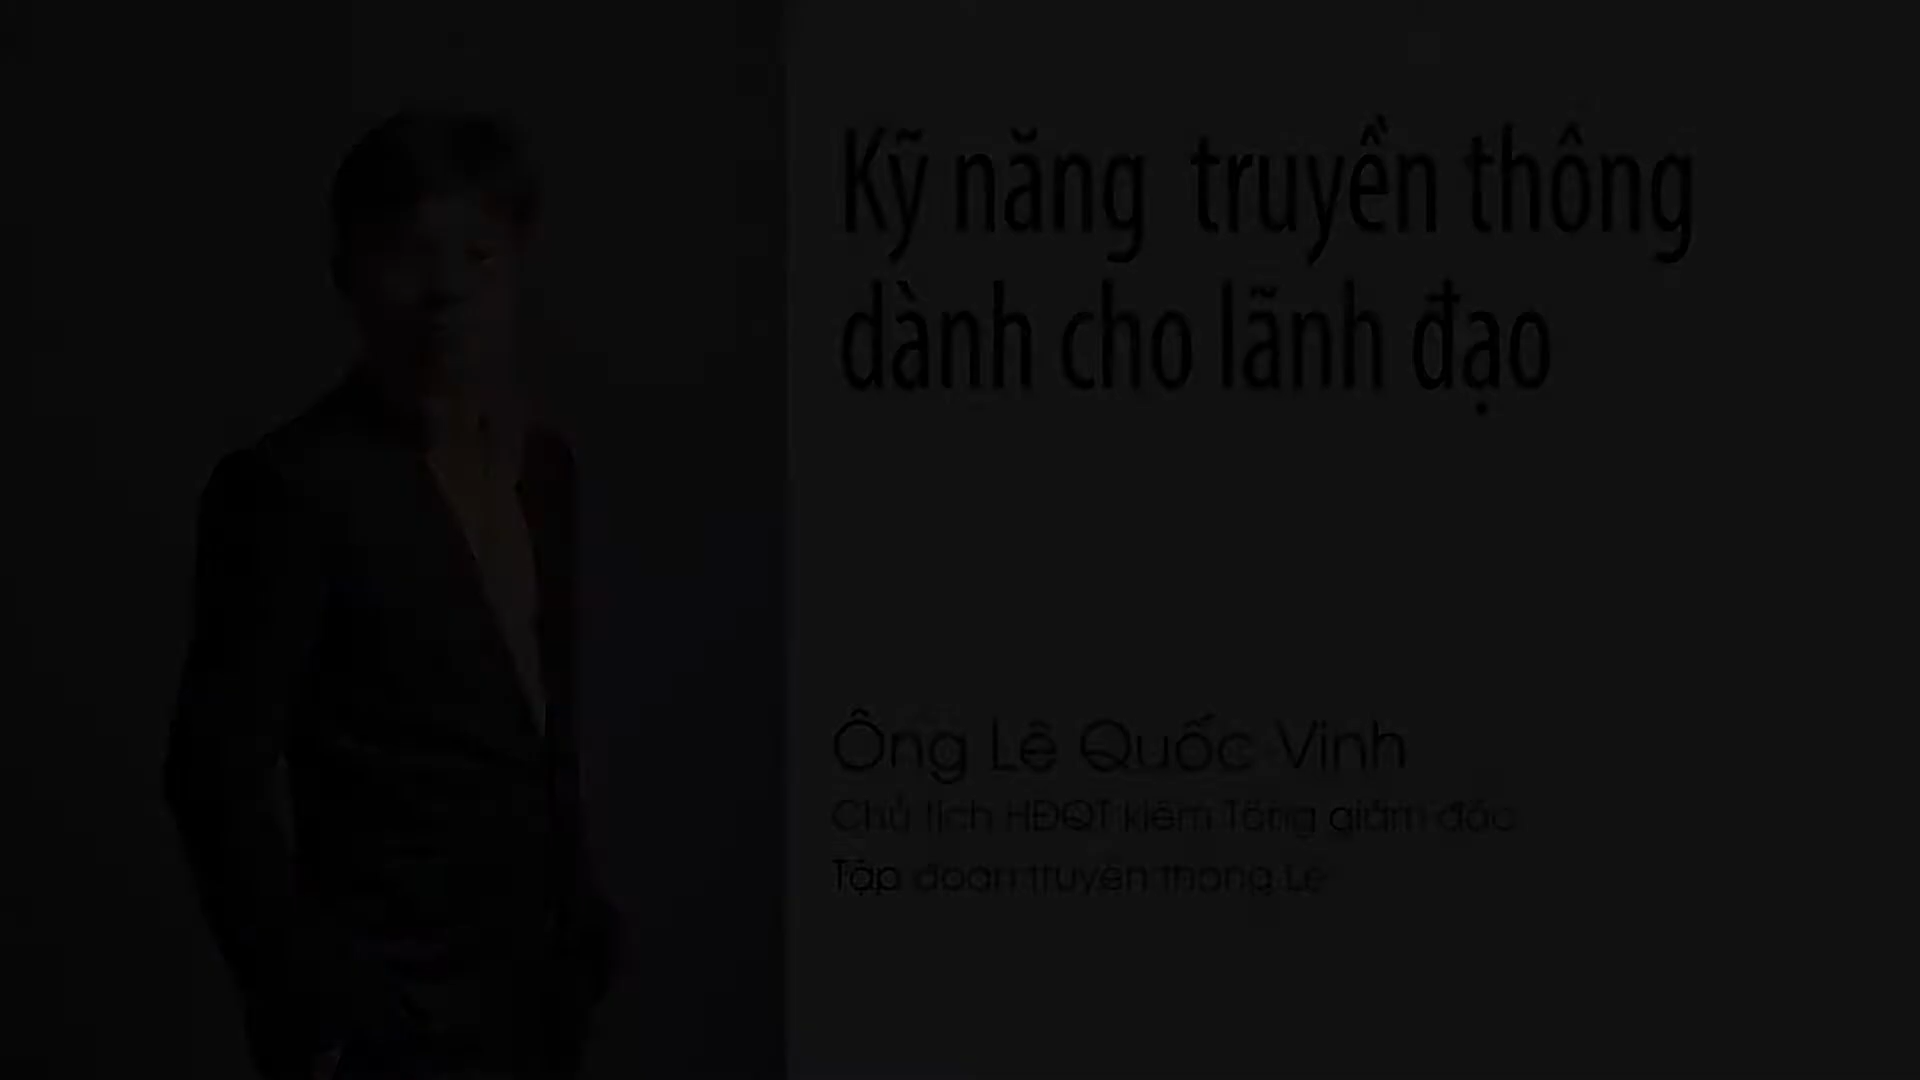 Kỹ năng truyền thông
dành cho lãnh đạo
Ông Lê Quốc Vinh
Chủ tịch HĐQT kiêm Tổng giám đốc
Tập đoàn truyền thông Lê